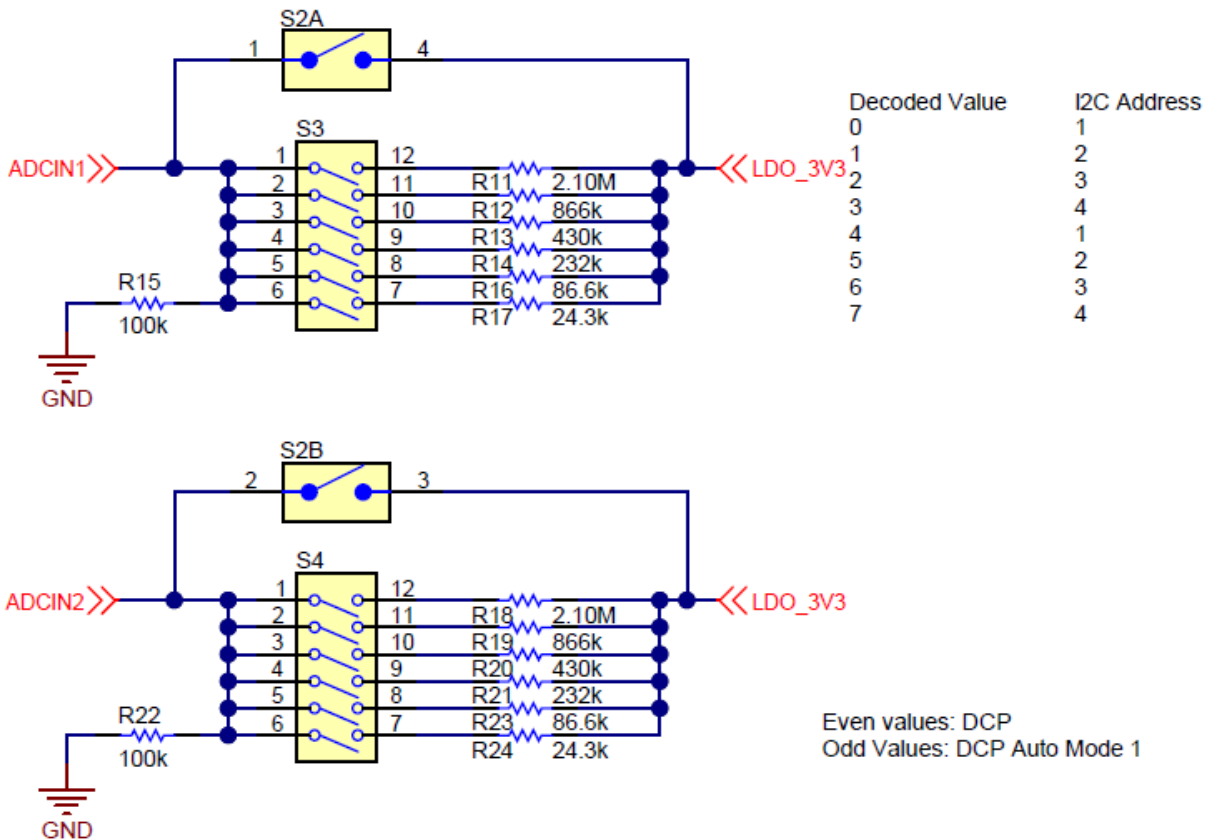 S2A
1 4
Decoded Value I2C Address
0 1
1 2
2 3
3 4
4 1
5 2
6 3
7 4
S3
ADCIN1 LDO_3V3
1 12
R11 2.10M
2 11
R12 866k
3 10
R13 430k
4 9
R14 232k
5 8
R16 86.6k
6 7
R17 24.3k
R15
100k
GND
S2B
2 3
S4
ADCIN2 LDO_3V3
1 12
R18 2.10M
2 11
R19 866k
3 10
R20 430k
4 9
R21 232k
5 8
R23 86.6k
6 7
R24 24.3k
R22
100k
GND
Even values: DCP
Odd Values: DCP Auto Mode 1